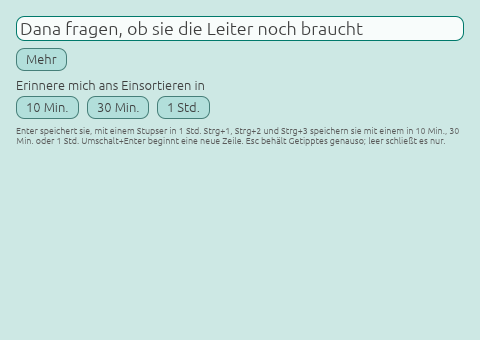 Dana fragen, ob sie die Leiter noch braucht
Mehr
Erinnere mich ans Einsortieren in
10 Min. 30 Min. 1 Std.
Enter speichert sie, mit einem Stupser in 1 Std. Strg+1, Strg+2 und Strg+3 speichern sie mit einem in 10 Min., 30
Min. oder 1 Std. Umschalt+Enter beginnt eine neue Zeile. Esc behält Getipptes genauso; leer schließt es nur.